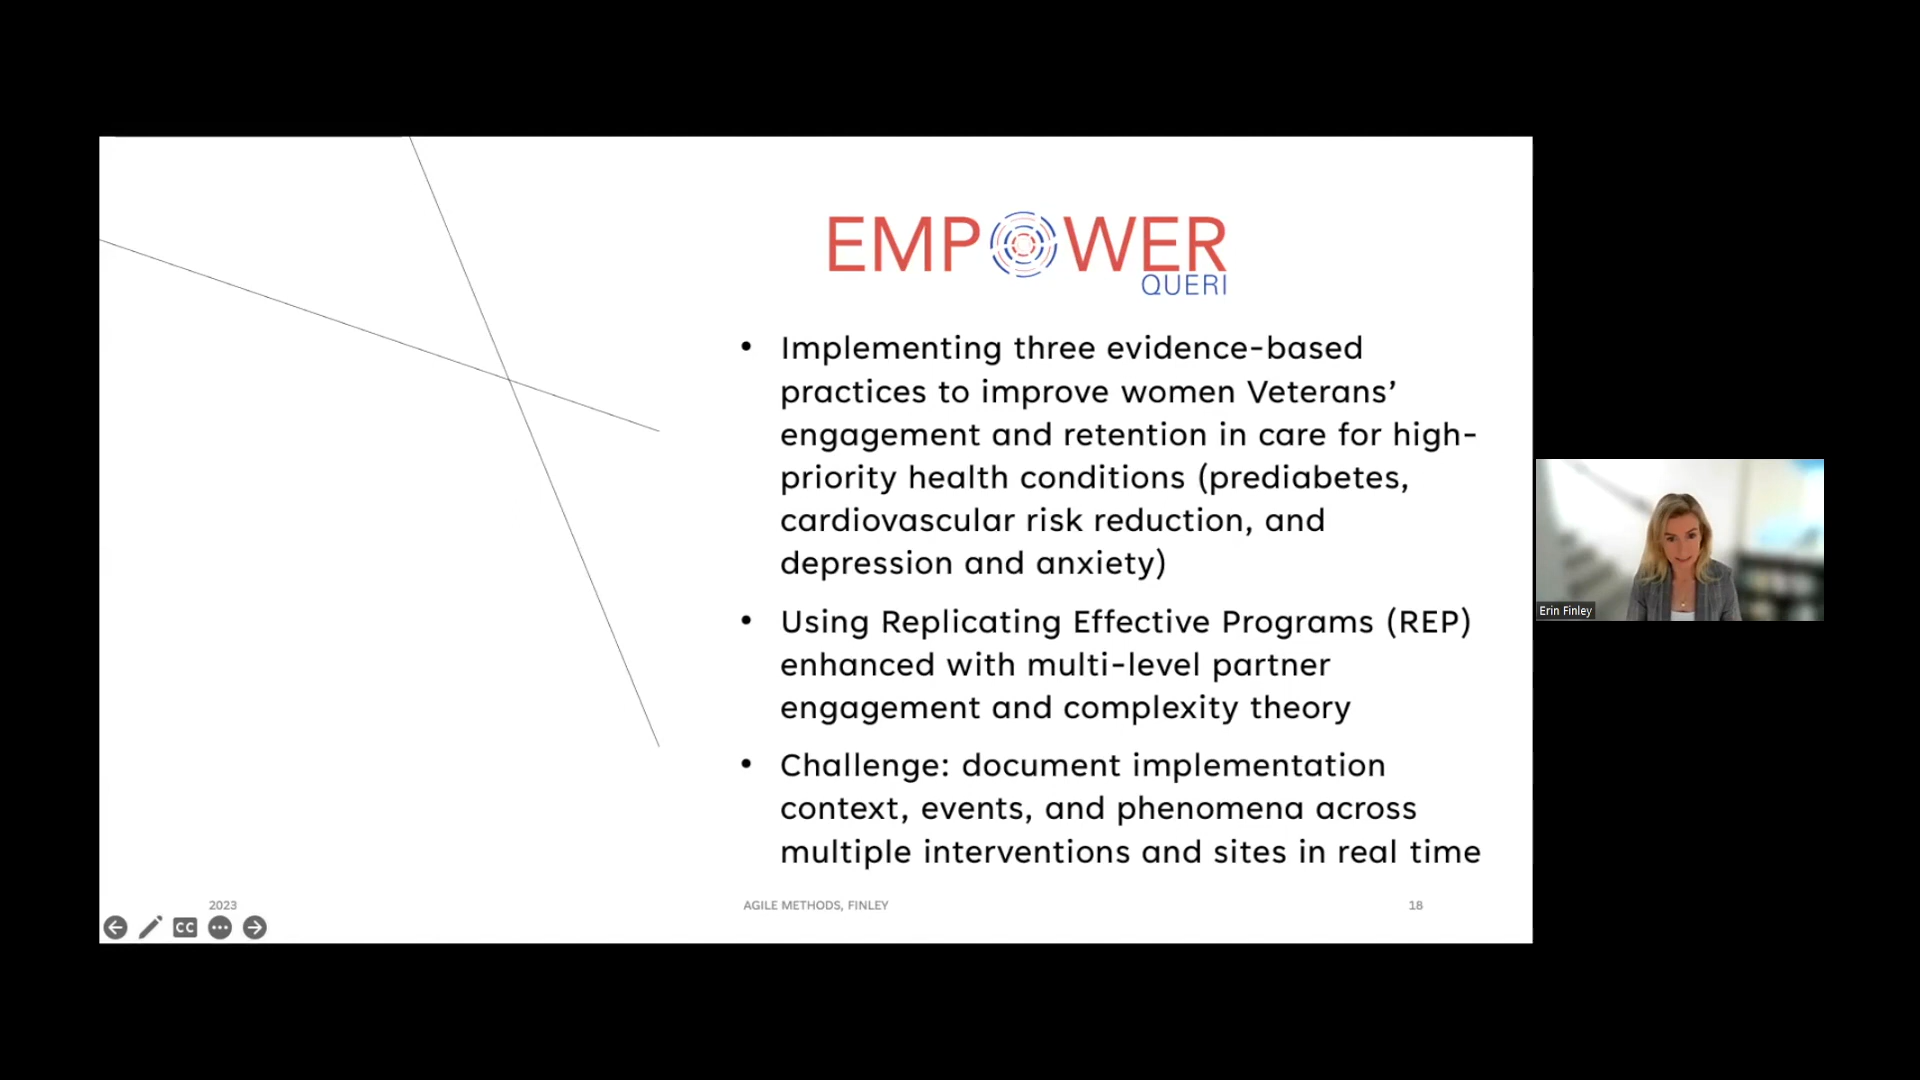 EMPOWER
QUERI
• Implementing three evidence-based
practices to improve women Veterans’
engagement and retention in care for high-
priority health conditions (prediabetes,
cardiovascular risk reduction, and
depression and anxiety)
• Using Replicating Effective Programs (REP)
enhanced with multi-level partner
engagement and complexity theory
• Challenge: document implementation
context, events, and phenomena across
multiple interventions and sites in real time
2023
AGILE METHODS, FINLEY
18
CC
Erin Finley